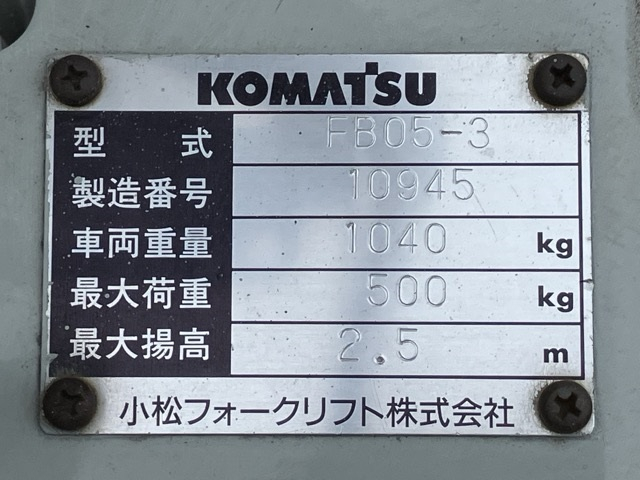 KOMATSU
型式 FB05-3
製造番号 10945
車両重量 1040 kg
最大荷重 500 kg
最大揚高 2.5 m
小松フォークリフト株式会社